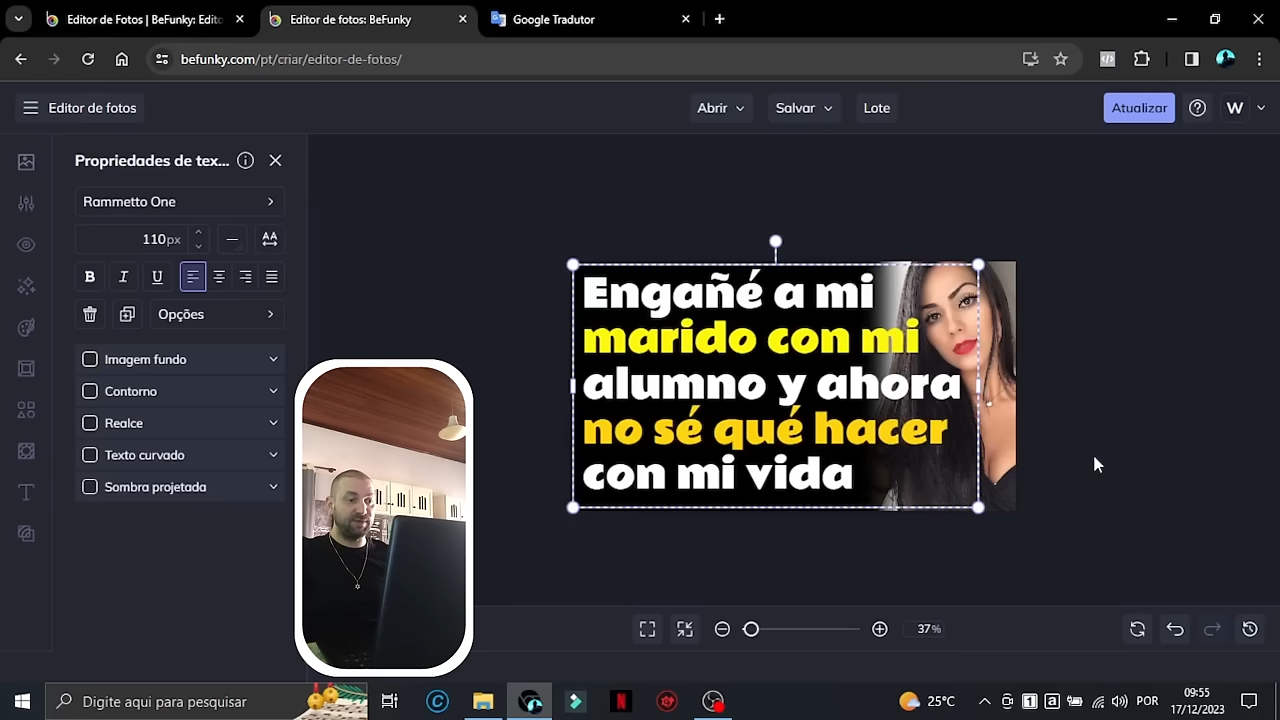 Editor de Fotos | BeFunky: Edito
Editor de fotos: BeFunky
Google Tradutor
befunky.com/pt/criar/editor-de-fotos/
Editor de fotos
Abrir
Salvar
Lote
Atualizar
W
Propriedades de tex...
Rammetto One
110px
AA
B
I
U
Opções
Imagem fundo
Contorno
Realce
Texto curvado
Sombra projetada
T
Engañé a mi
marido con mi
alumno y ahora
no sé qué hacer
con mi vida
37%
Digite aqui para pesquisar
25°C
POR
09:55
17/12/2023